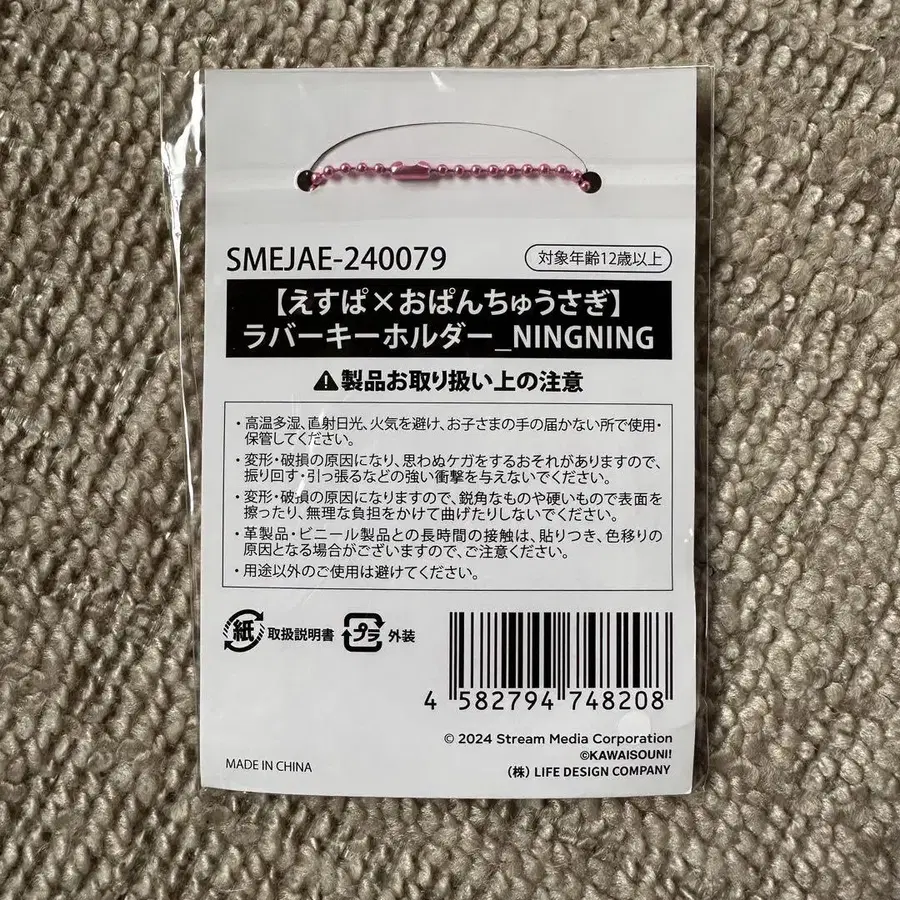 SMEJAE-240079
対象年齢12歳以上
【えすぱ×おぱんちゅうさぎ】
ラバーキーホルダー_NINGNING
⚠製品お取り扱い上の注意
・高温多湿、直射日光、火気を避け、お子さまの手の届かない所で使用・
保管してください。
・変形・破損の原因になり、思わぬケガをするおそれがありますので、
振り回す・引っ張るなどの強い衝撃を与えないでください。
・変形・破損の原因になりますので、鋭角なものや硬いもので表面を
擦ったり、無理な負担をかけて曲げたりしないでください。
・革製品・ビニール製品との長時間の接触は、貼りつき、色移りの
原因となる場合がございますので、ご注意ください。
・用途以外のご使用は避けてください。
紙 取扱説明書 プラ 外装
4 582794 748208
© 2024 Stream Media Corporation
©KAWAISOUNI!
MADE IN CHINA
(株) LIFE DESIGN COMPANY